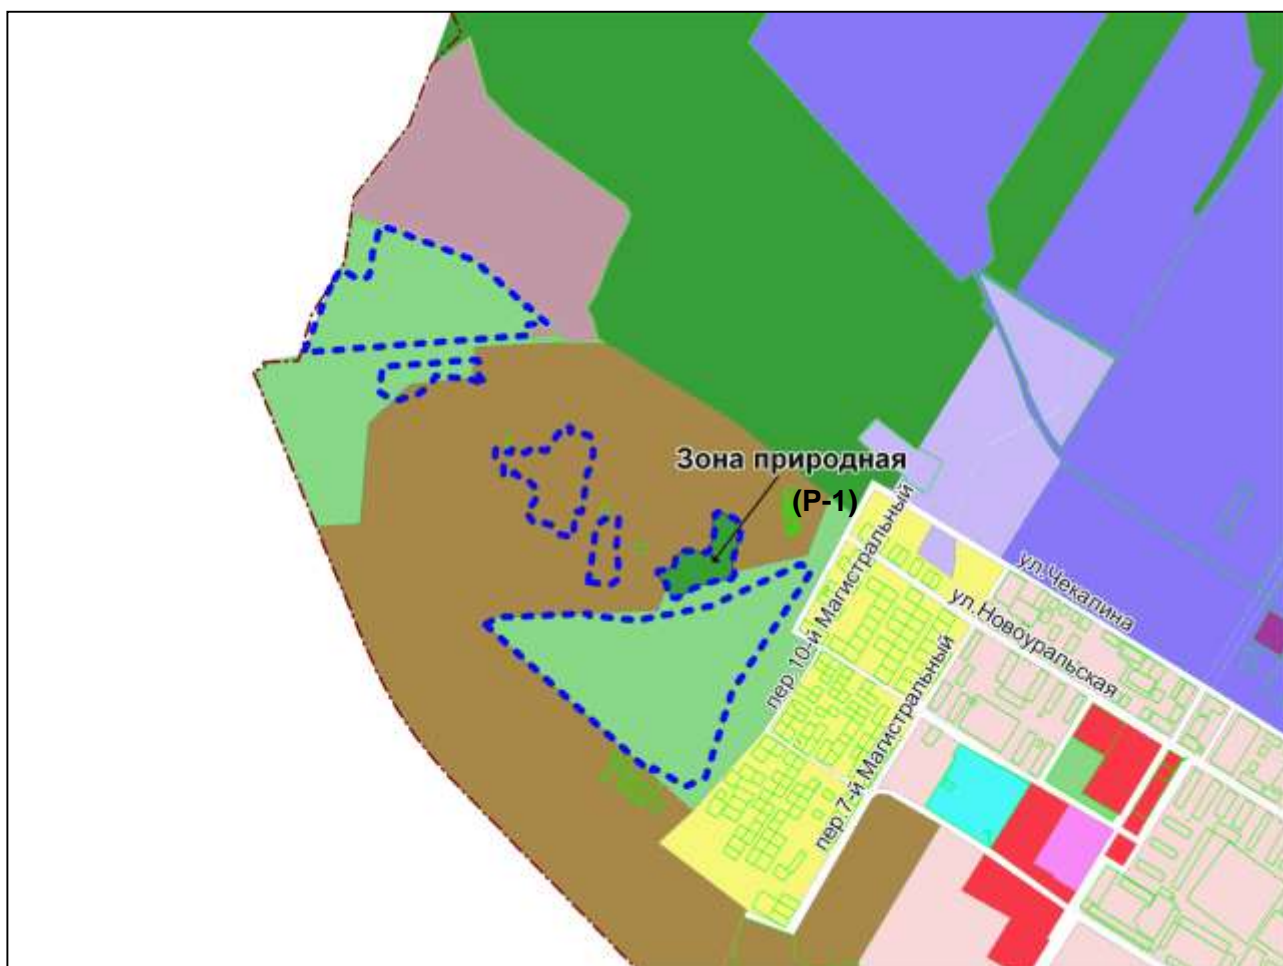 Зона природная
(Р-1)
пер. 10-й Магистральный
ул.Чекалина
ул.Новоуральская
пер. 7-й Магистральный